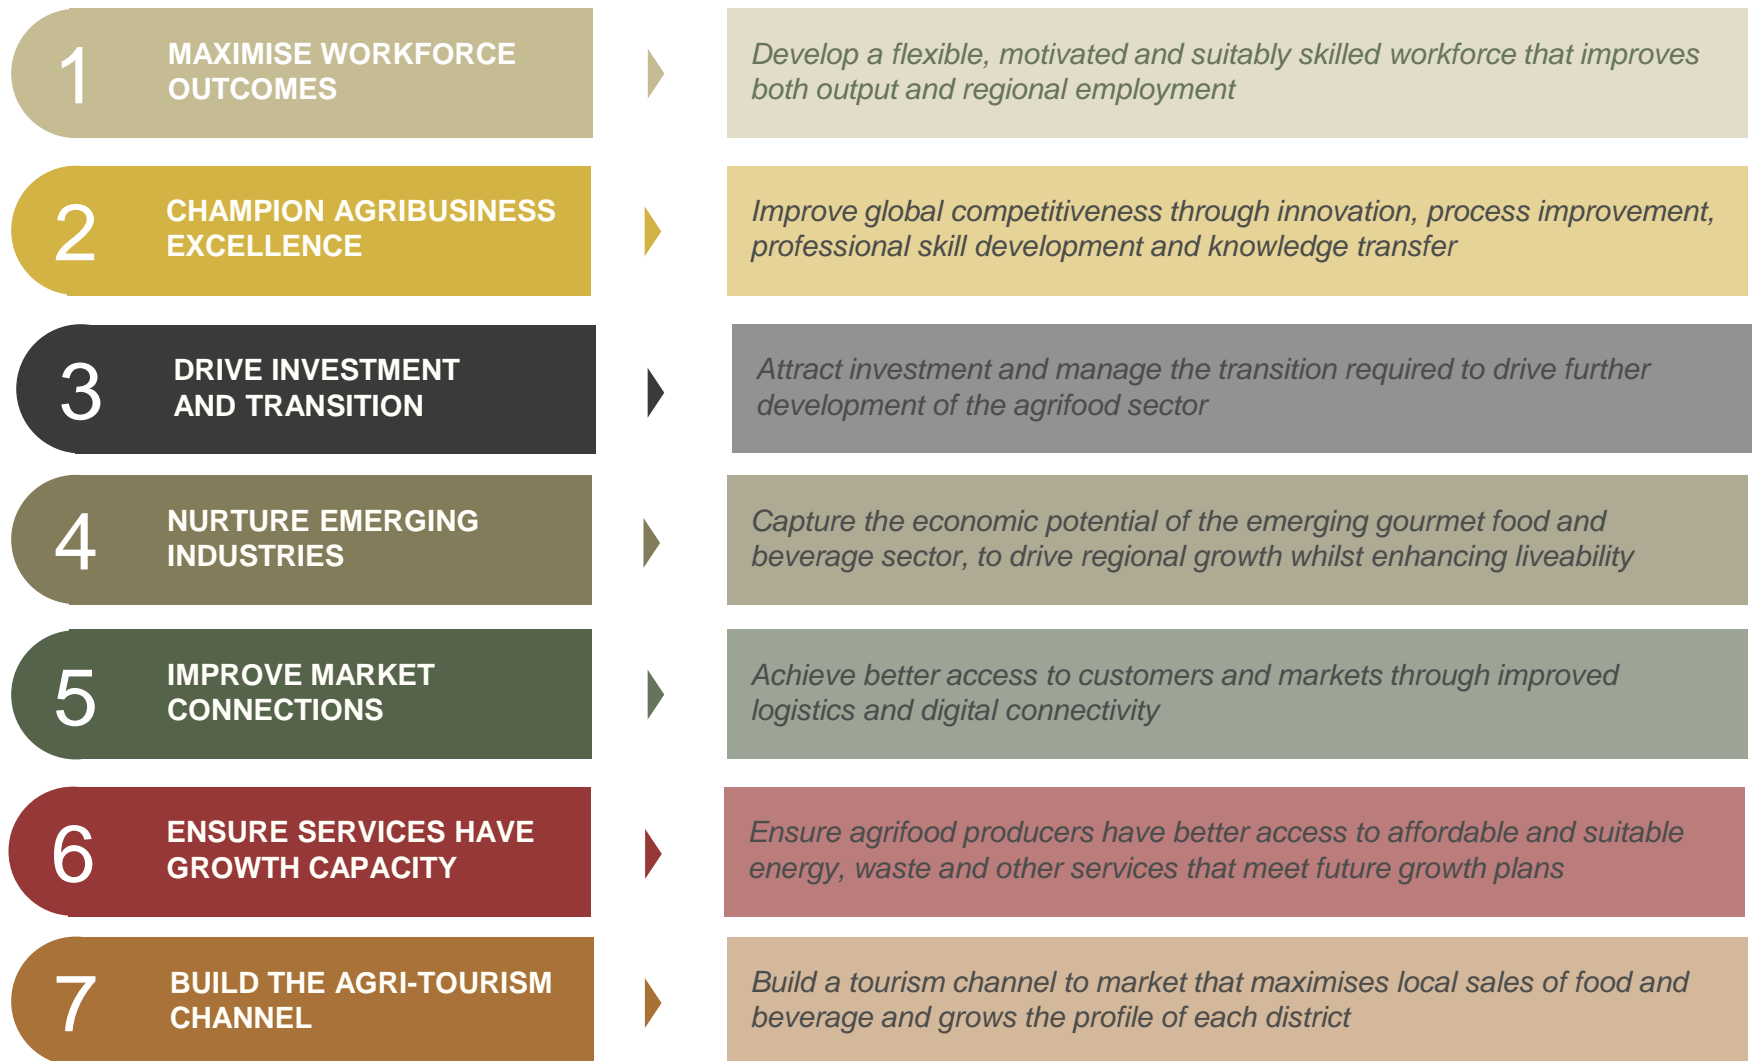 1
MAXIMISE WORKFORCE
OUTCOMES
Develop a flexible, motivated and suitably skilled workforce that improves
both output and regional employment
2
CHAMPION AGRIBUSINESS
EXCELLENCE
Improve global competitiveness through innovation, process improvement,
professional skill development and knowledge transfer
3
DRIVE INVESTMENT
AND TRANSITION
Attract investment and manage the transition required to drive further
development of the agrifood sector
4
NURTURE EMERGING
INDUSTRIES
Capture the economic potential of the emerging gourmet food and
beverage sector, to drive regional growth whilst enhancing liveability
5
IMPROVE MARKET
CONNECTIONS
Achieve better access to customers and markets through improved
logistics and digital connectivity
6
ENSURE SERVICES HAVE
GROWTH CAPACITY
Ensure agrifood producers have better access to affordable and suitable
energy, waste and other services that meet future growth plans
7
BUILD THE AGRI-TOURISM
CHANNEL
Build a tourism channel to market that maximises local sales of food and
beverage and grows the profile of each district